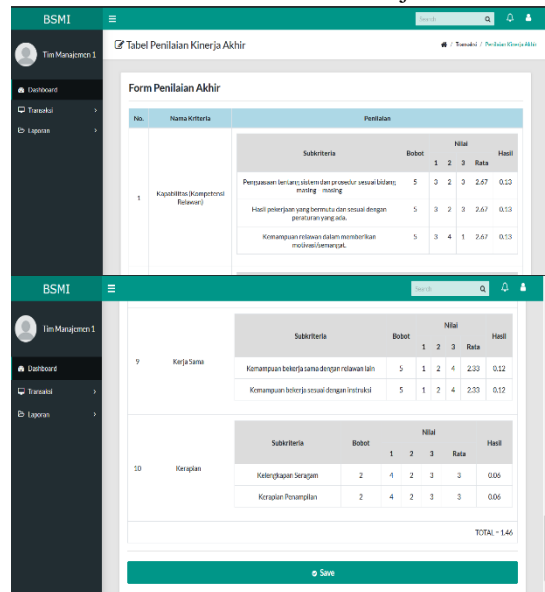 BSMI
Search
Tim Manajemen 1
Tabel Penilaian Kinerja Akhir
/ Transaksi / Penilaian Kinerja Akhir
Dashboard
Transaksi
Laporan
Form Penilaian Akhir
No. Nama Kriteria Penilaian
Subkriteria Bobot Nilai Hasil
1 2 3 Rata
1 Kapabilitas (Kompetensi Relawan)
Penguasaan tentang sistem dan prosedur sesuai bidang masing - masing 5 3 2 3 2.67 0.13
Hasil pekerjaan yang bermutu dan sesuai dengan peraturan yang ada. 5 3 2 3 2.67 0.13
Kemampuan relawan dalam memberikan motivasi/semangat. 5 3 4 1 2.67 0.13
BSMI
Search
Tim Manajemen 1
Dashboard
Transaksi
Laporan
9 Kerja Sama
Subkriteria Bobot Nilai Hasil
1 2 3 Rata
Kemampuan bekerja sama dengan relawan lain 5 1 2 4 2.33 0.12
Kemampuan bekerja sesuai dengan instruksi 5 1 2 4 2.33 0.12
10 Kerapian
Subkriteria Bobot Nilai Hasil
1 2 3 Rata
Kelengkapan Seragam 2 4 2 3 3 0.06
Kerapian Penampilan 2 4 2 3 3 0.06
TOTAL = 1.46
Save